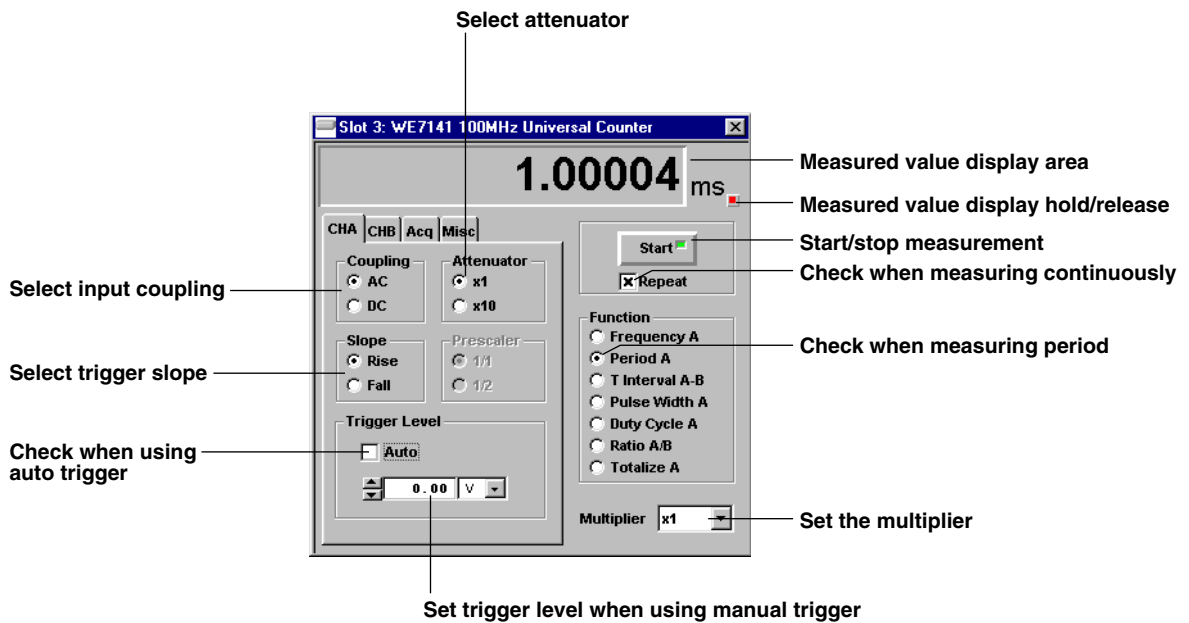 Select attenuator
Slot 3: WE7141 100MHz Universal Counter
1.00004 ms
Measured value display area
Measured value display hold/release
CHA CHB Acq Misc
Start
Start/stop measurement
Repeat
Check when measuring continuously
Select input coupling
Coupling
AC
DC
Attenuator
x1
x10
Select trigger slope
Slope
Rise
Fall
Prescaler
1/1
1/2
Function
Frequency A
Period A
T Interval A-B
Pulse Width A
Duty Cycle A
Ratio A/B
Totalize A
Check when measuring period
Check when using
auto trigger
Trigger Level
Auto
0.00 V
Multiplier x1
Set the multiplier
Set trigger level when using manual trigger